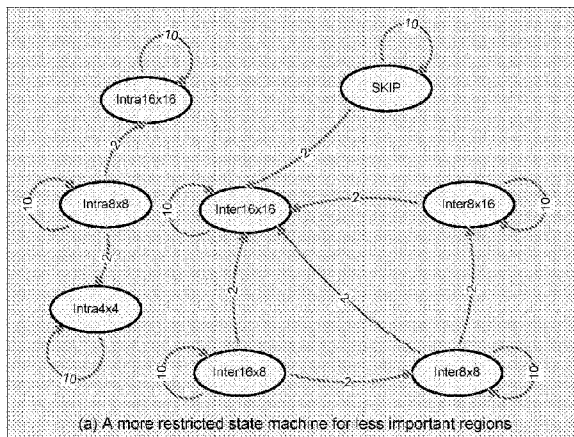 10
10
Intra16x16
SKIP
2
2
10
Intra8x8
10
Inter16x16
2
Inter8x16
10
2
Intra4x4
2
2
2
10
10
Inter16x8
2
Inter8x8
10
(a) A more restricted state machine for less important regions